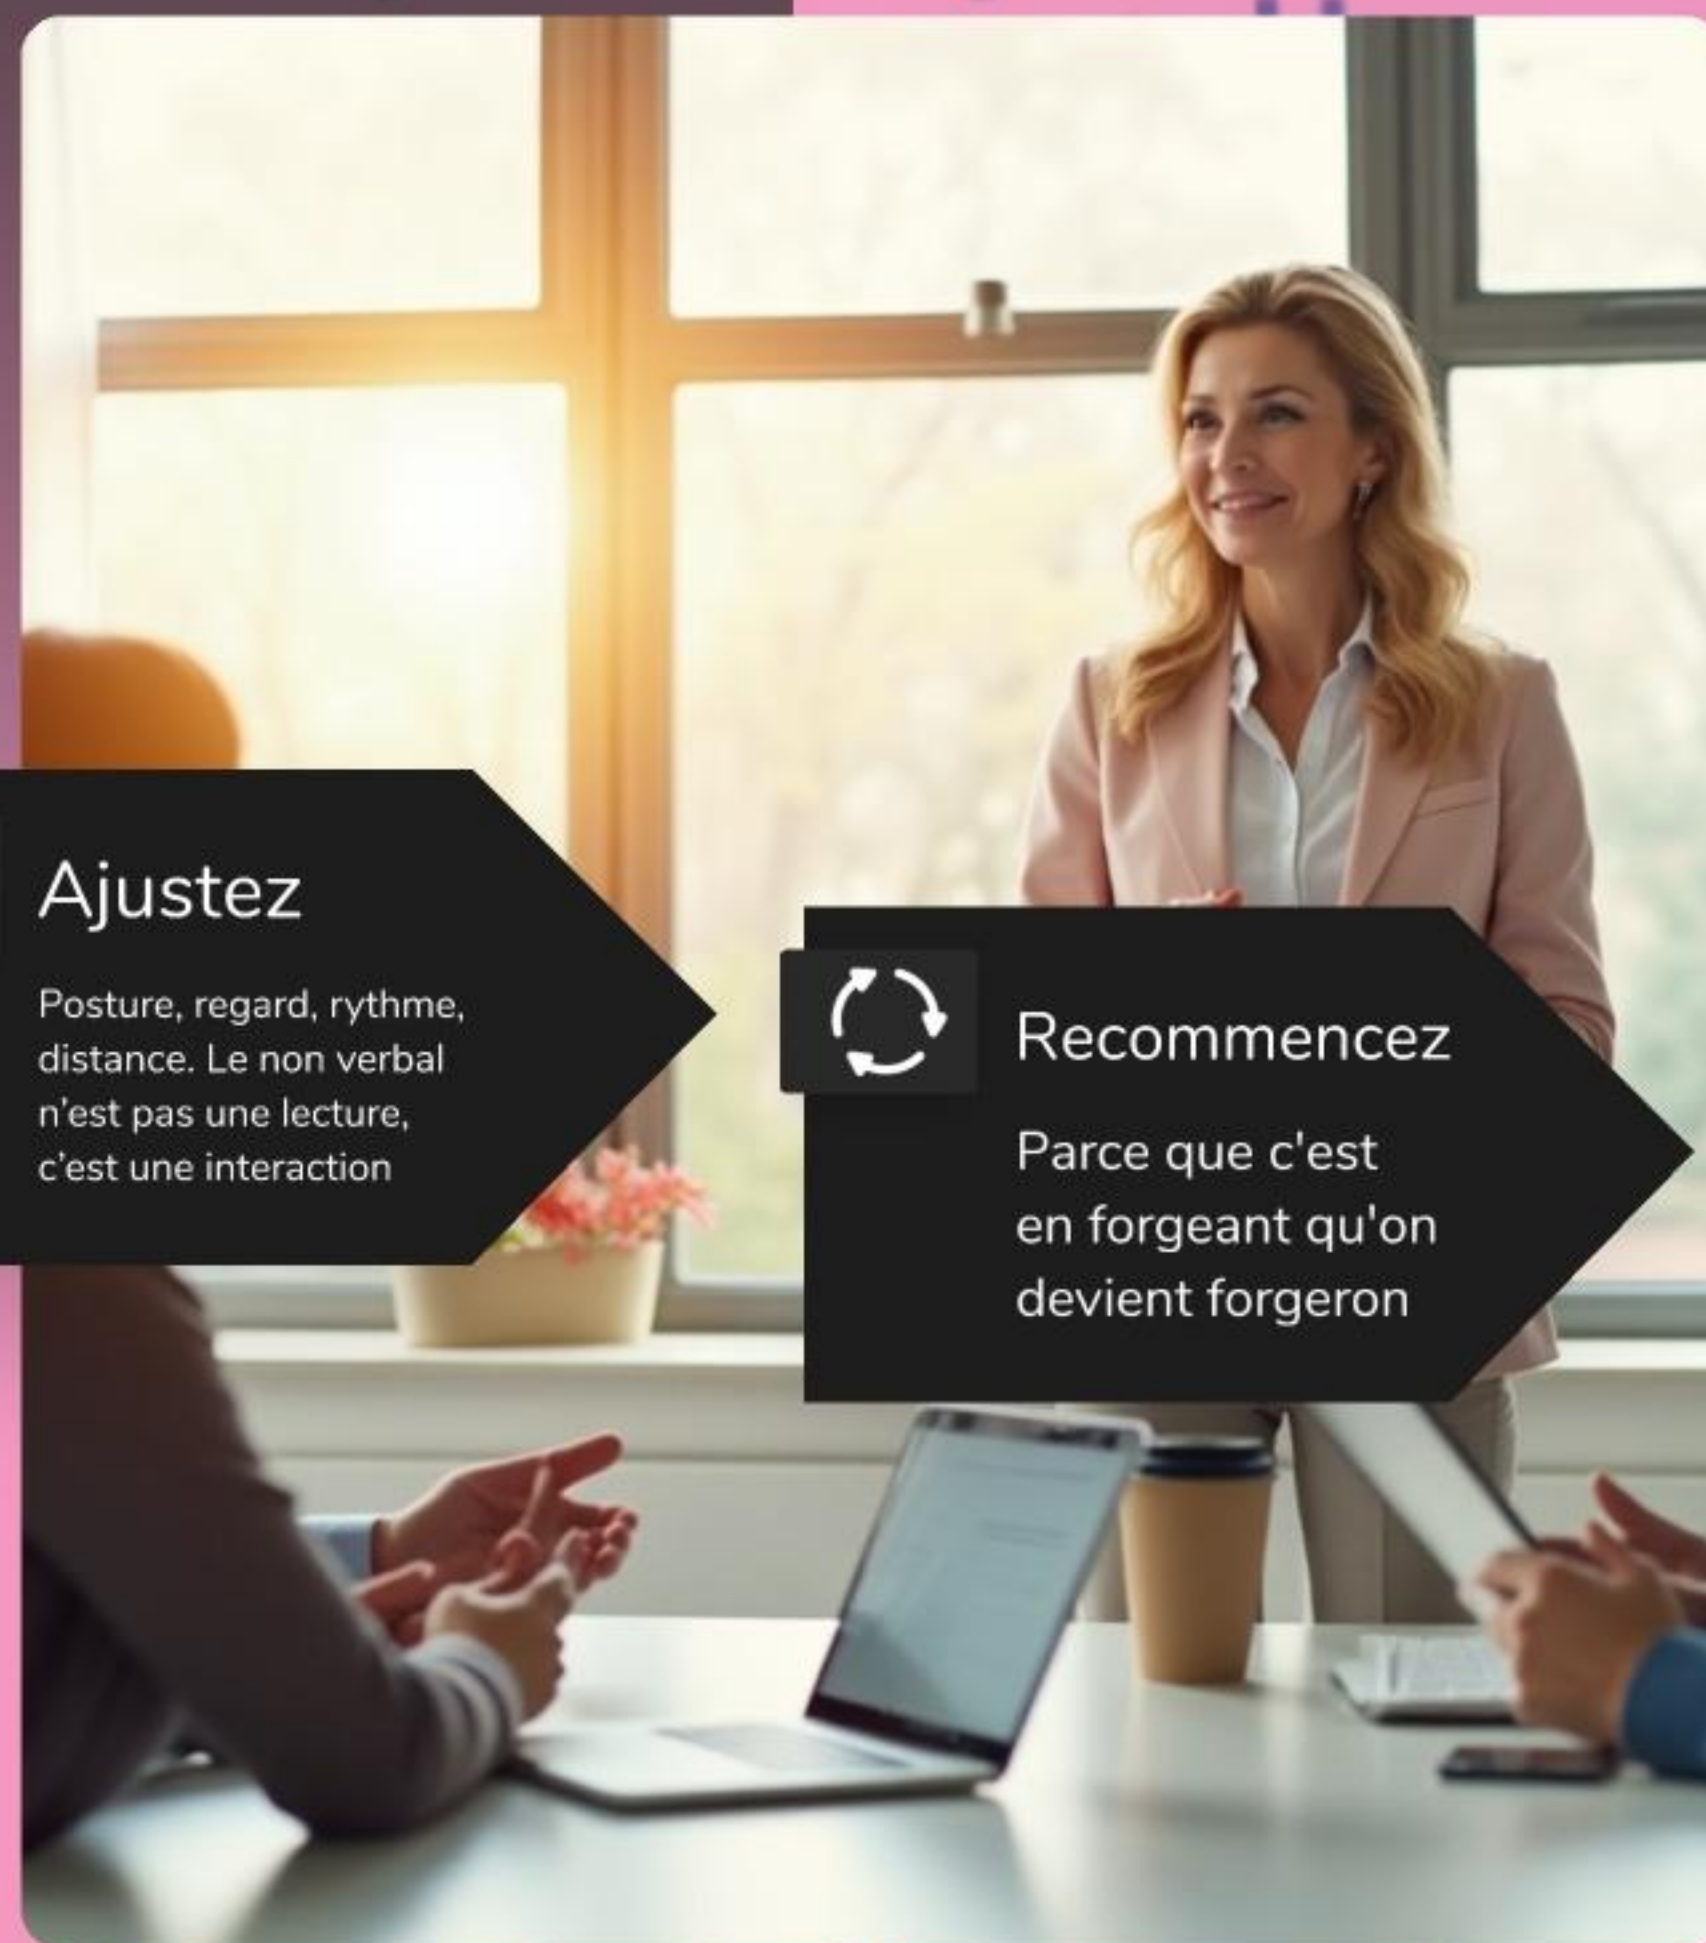 Ajustez
Posture, regard, rythme,
distance. Le non verbal
n'est pas une lecture,
c'est une interaction
Recommencez
Parce que c'est
en forgeant qu'on
devient forgeron